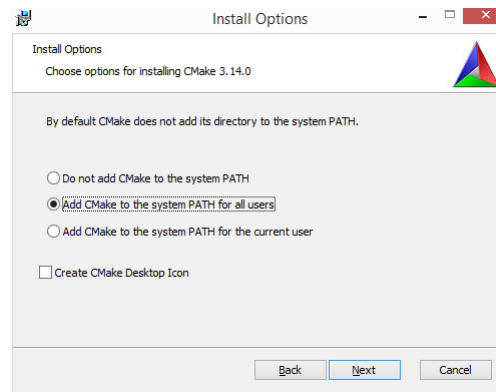 Install Options
Install Options
Choose options for installing CMake 3.14.0
By default CMake does not add its directory to the system PATH.
Do not add CMake to the system PATH
Add CMake to the system PATH for all users
Add CMake to the system PATH for the current user
Create CMake Desktop Icon
Back Next Cancel